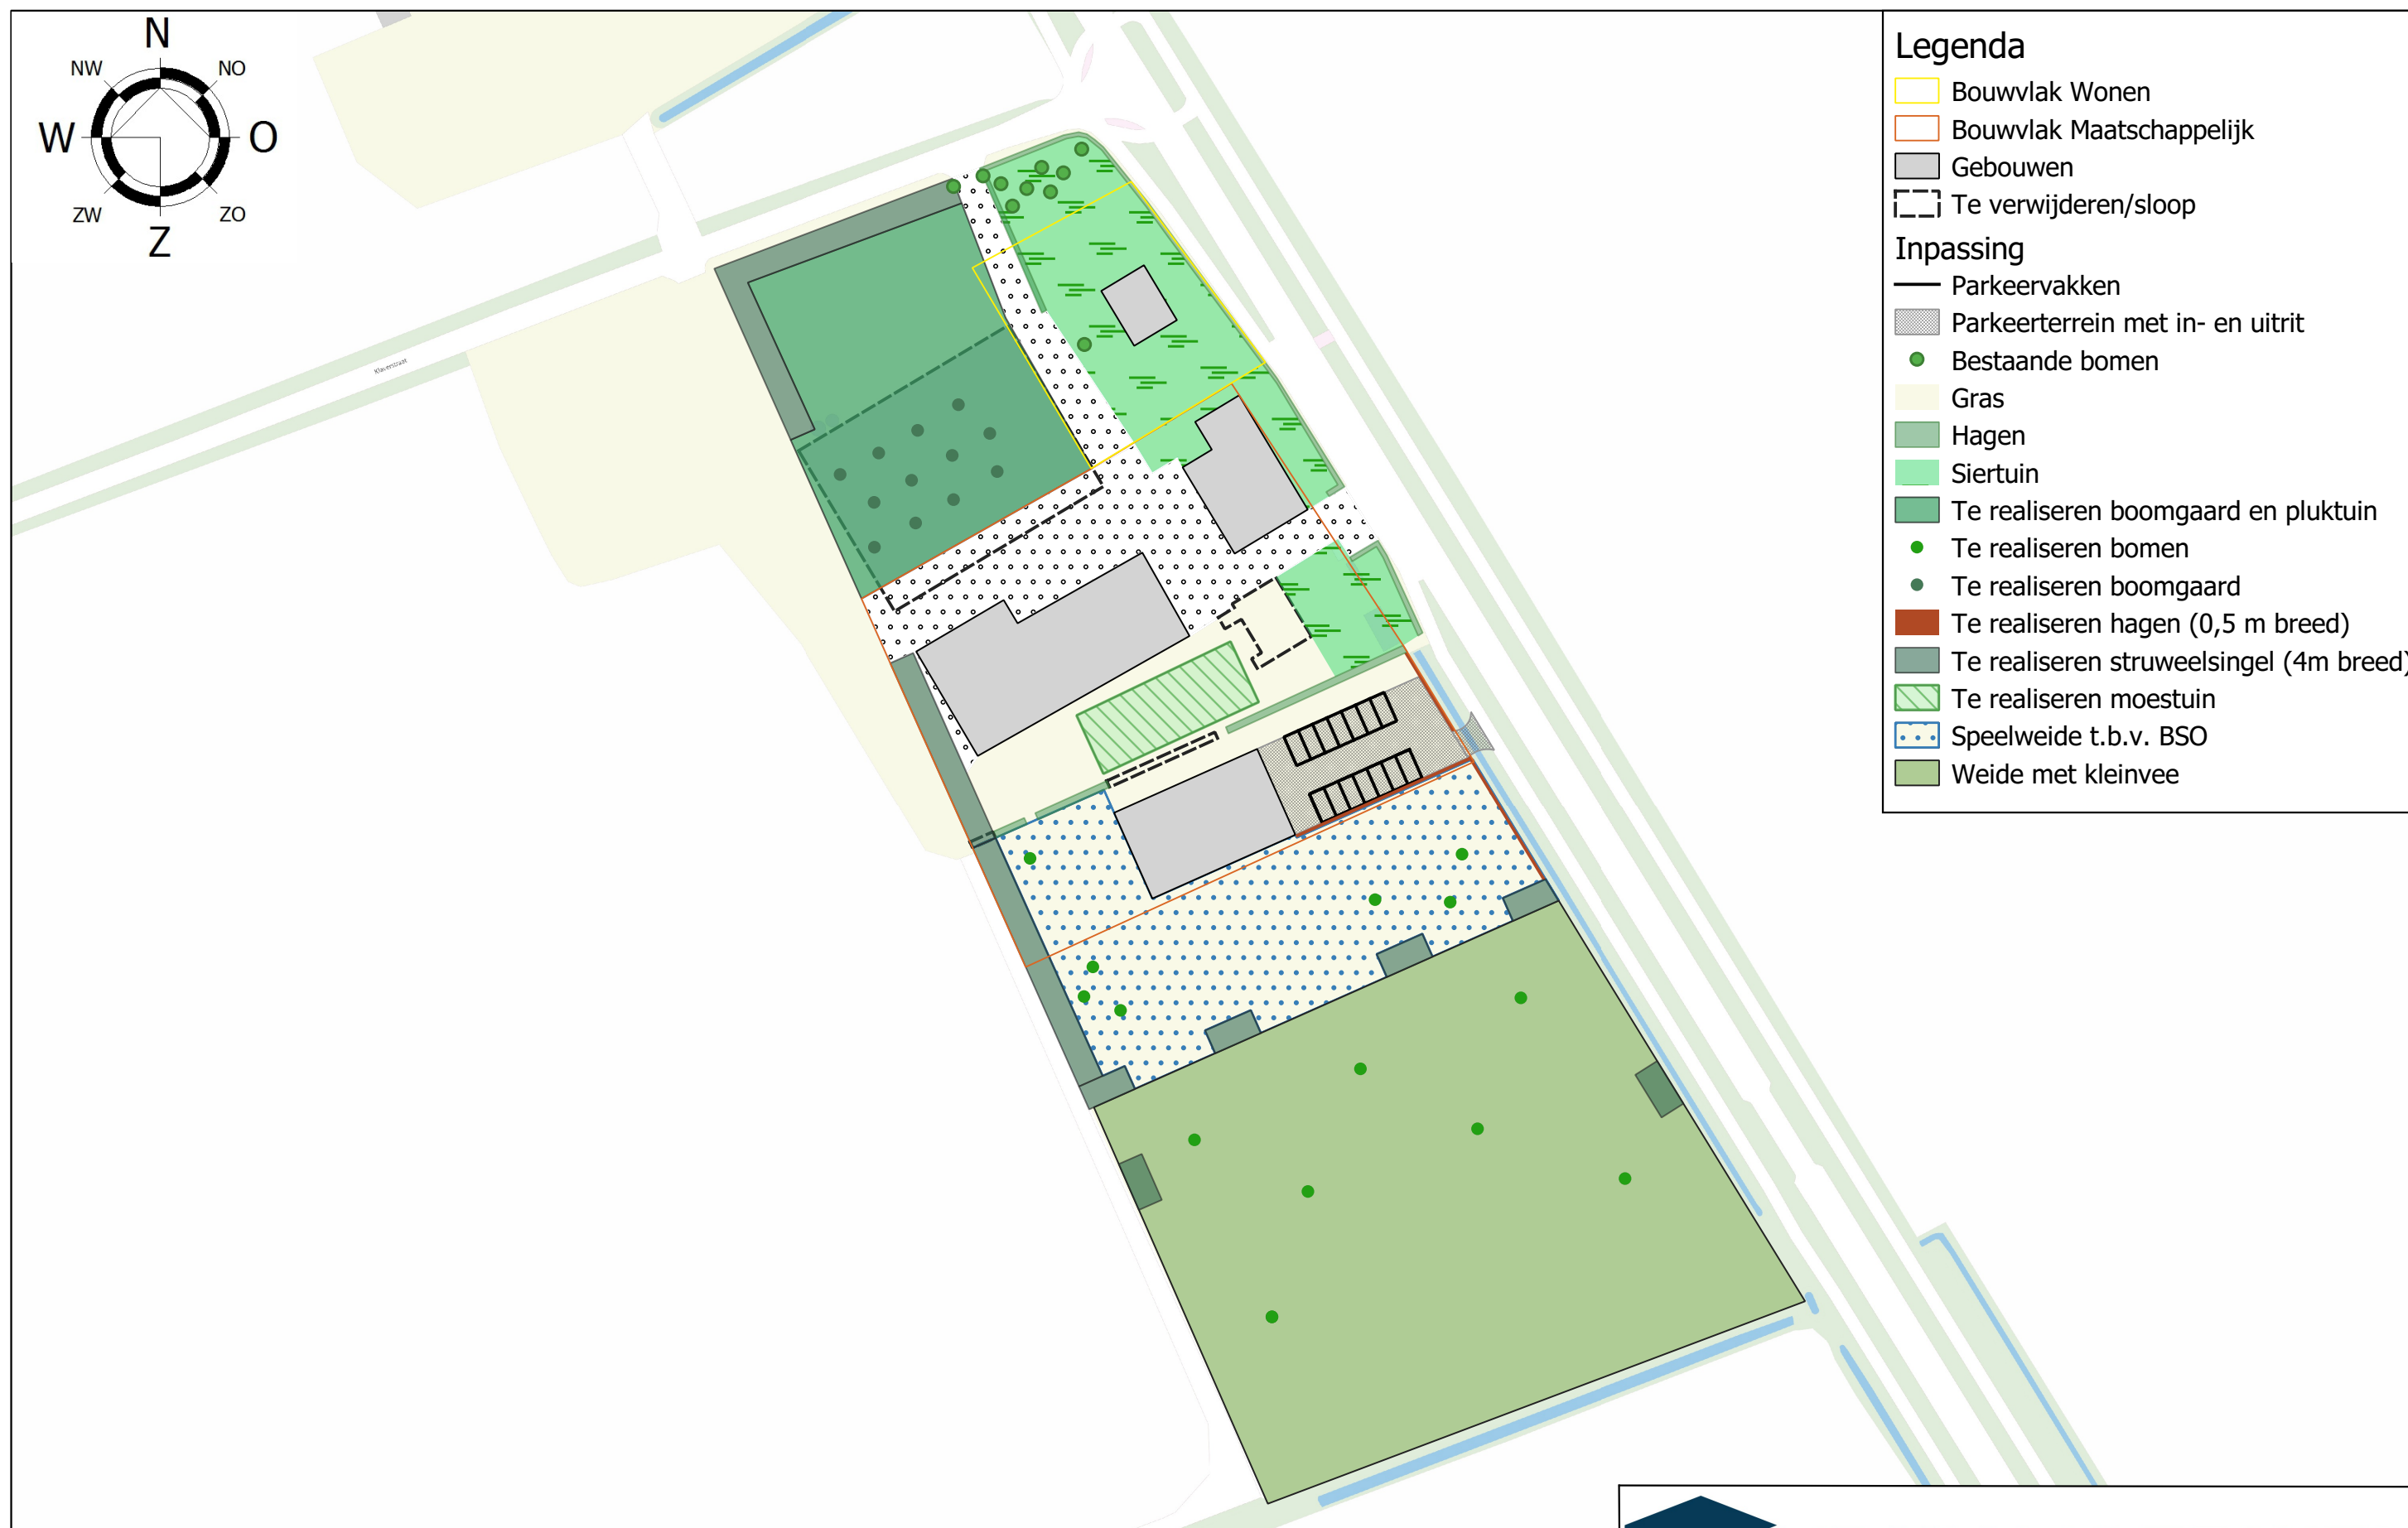 N
NW
NO
W
O
ZW
ZO
Z
Klaverstraat
Legenda
Bouwvlak Wonen
Bouwvlak Maatschappelijk
Gebouwen
Te verwijderen/sloop
Inpassing
Parkeervakken
Parkeerterrein met in- en uitrit
Bestaande bomen
Gras
Hagen
Siertuin
Te realiseren boomgaard en pluktuin
Te realiseren bomen
Te realiseren boomgaard
Te realiseren hagen (0,5 m breed)
Te realiseren struweelsingel (4m breed)
Te realiseren moestuin
Speelweide t.b.v. BSO
Weide met kleinvee